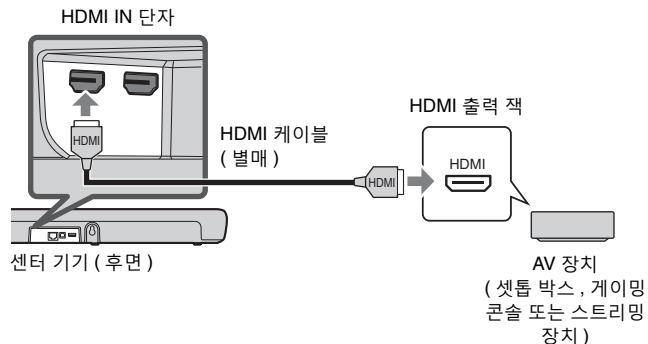 HDMI IN 단자
HDMI 출력 잭
HDMI
HDMI 케이블
( 별매 )
HDMI
HDMI
센터 기기 ( 후면 )
AV 장치
( 셋톱 박스 , 게이밍
콘솔 또는 스트리밍
장치 )